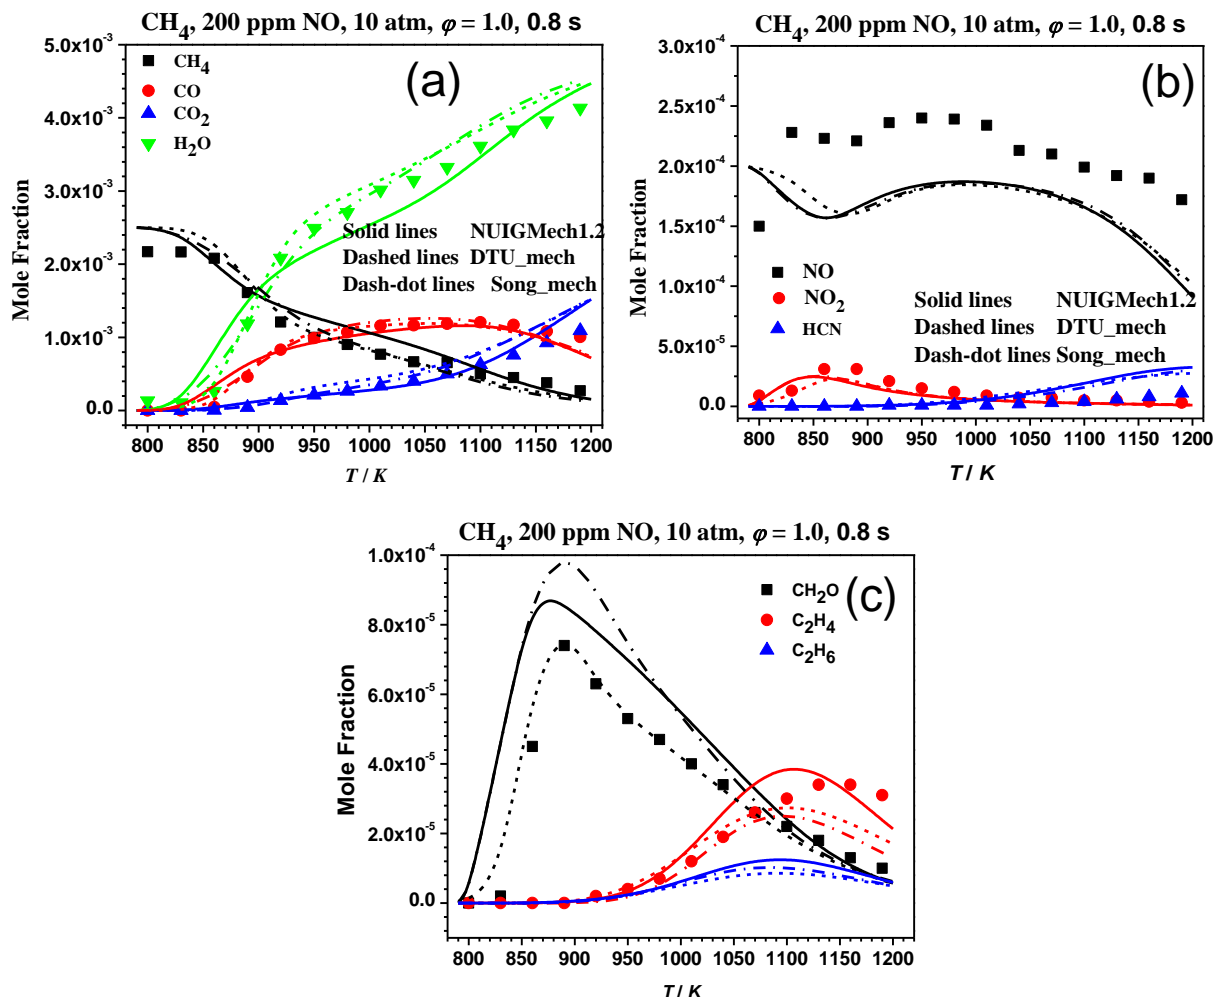 CH4, 200 ppm NO, 10 atm, φ = 1.0, 0.8 s
(a)
5.0x10-3
4.0x10-3
3.0x10-3
2.0x10-3
1.0x10-3
0.0
Mole Fraction
CH4
CO
CO2
H2O
Solid lines NUIGMech1.2
Dashed lines DTU_mech
Dash-dot lines Song_mech
800 850 900 950 1000 1050 1100 1150 1200
T / K
CH4, 200 ppm NO, 10 atm, φ = 1.0, 0.8 s
(b)
3.0x10-4
2.5x10-4
2.0x10-4
1.5x10-4
1.0x10-4
5.0x10-5
0.0
Mole Fraction
NO
NO2
HCN
Solid lines NUIGMech1.2
Dashed lines DTU_mech
Dash-dot lines Song_mech
800 850 900 950 1000 1050 1100 1150 1200
T / K
CH4, 200 ppm NO, 10 atm, φ = 1.0, 0.8 s
(c)
1.0x10-4
8.0x10-5
6.0x10-5
4.0x10-5
2.0x10-5
0.0
Mole Fraction
CH2O
C2H4
C2H6
800 850 900 950 1000 1050 1100 1150 1200
T / K